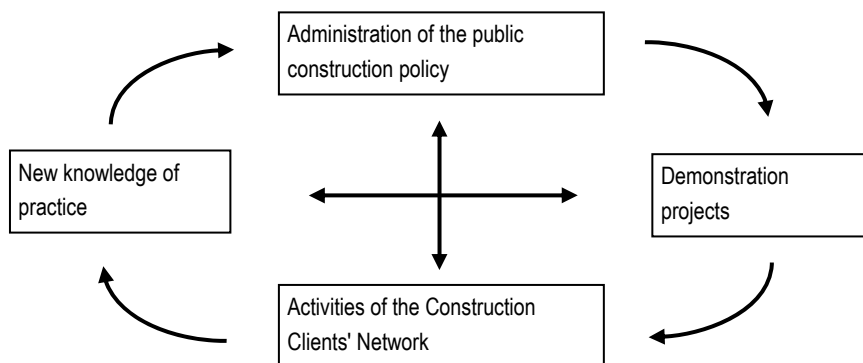 Administration of the public
construction policy
New knowledge of
practice
Demonstration
projects
Activities of the Construction
Clients' Network